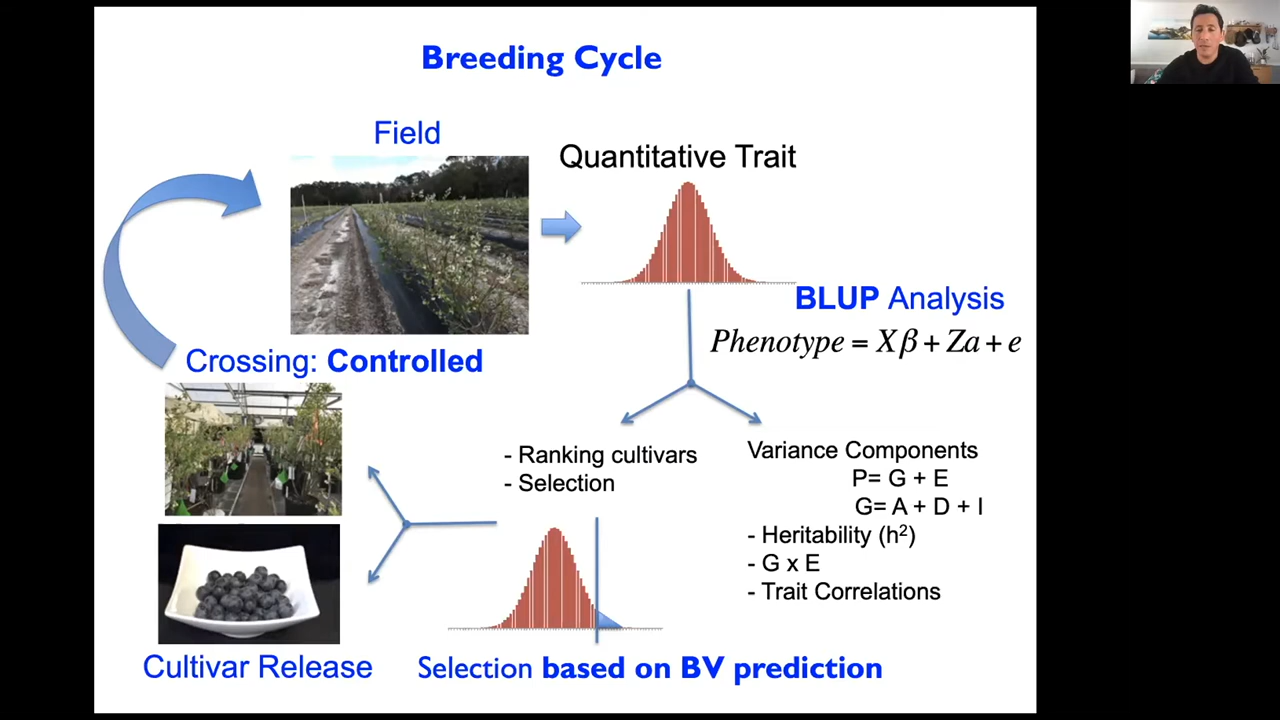 Breeding Cycle
Field
Quantitative Trait
BLUP Analysis
Phenotype = Xβ + Za + e
Crossing: Controlled
- Ranking cultivars
- Selection
Variance Components
P= G + E
G= A + D + I
- Heritability (h²)
- G x E
- Trait Correlations
Cultivar Release
Selection based on BV prediction